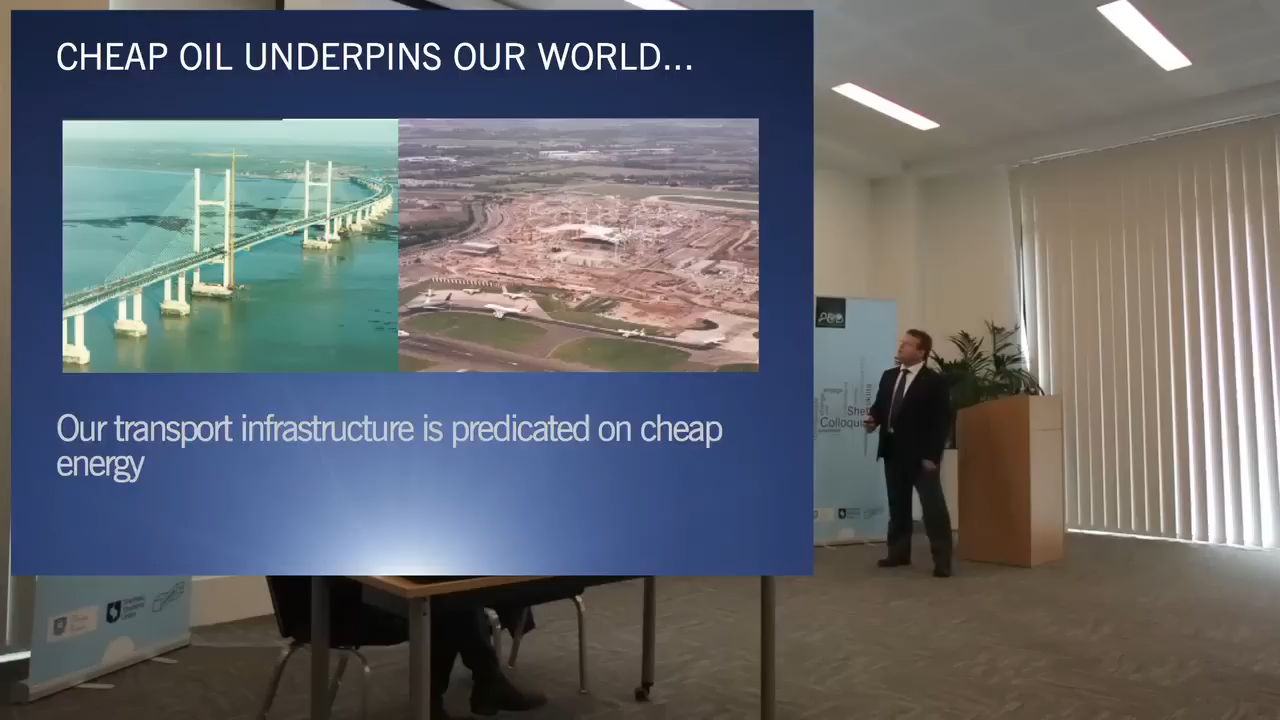 CHEAP OIL UNDERPINS OUR WORLD...
Our transport infrastructure is predicated on cheap
energy